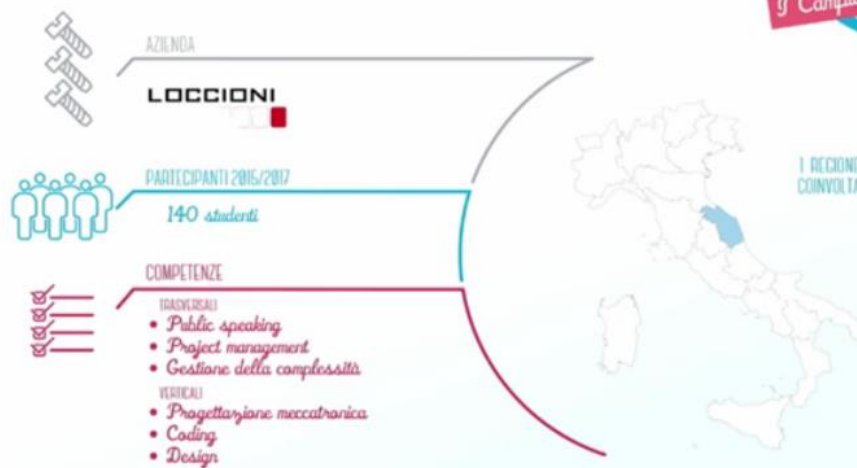 AZIENDA
LOCCIONI
PARTECIPANTI 2015/2017
140 studenti
COMPETENZE
TRASVERSALI
• Public speaking
• Project management
• Gestione della complessità
VERTICALI
• Progettazione meccatronica
• Coding
• Design
1 REGIONE
COINVOLTA